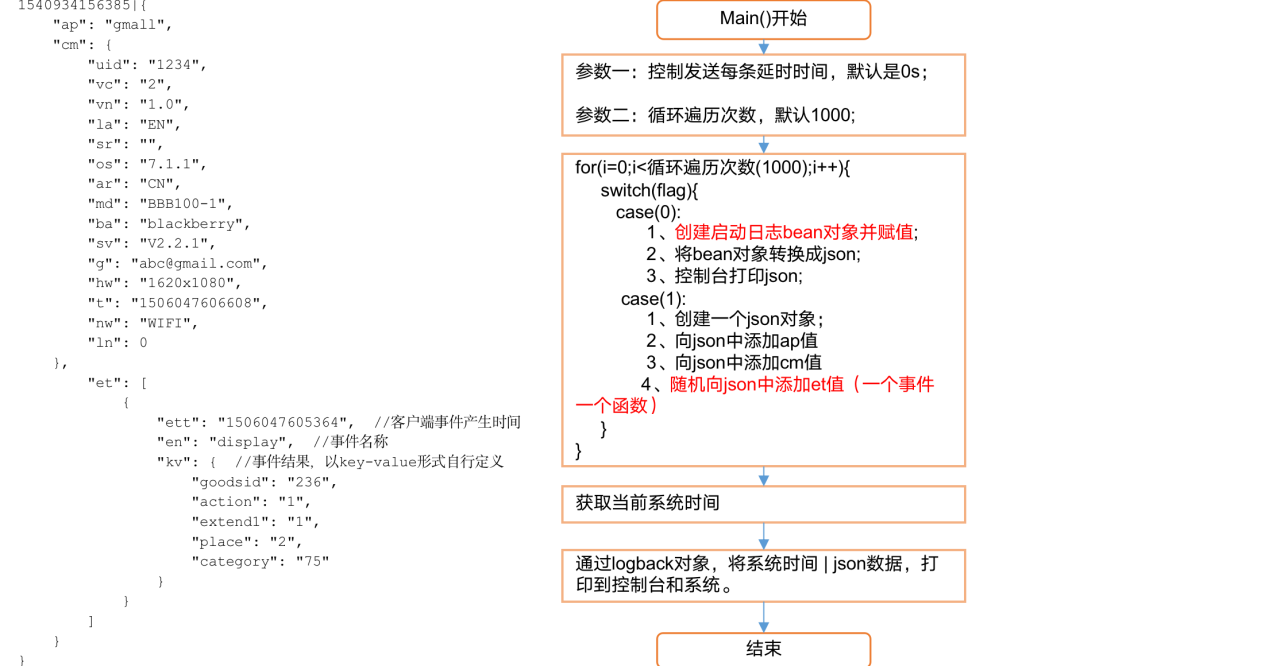 1540934156385|{
"ap": "gmall",
"cm": {
"uid": "1234",
"vc": "2",
"vn": "1.0",
"la": "EN",
"sr": "",
"os": "7.1.1",
"ar": "CN",
"md": "BBB100-1",
"ba": "blackberry",
"sv": "V2.2.1",
"g": "abc@gmail.com",
"hw": "1620x1080",
"t": "1506047606608",
"nw": "WIFI",
"ln": 0
},
"et": [
{
"ett": "1506047605364", //客户端事件产生时间
"en": "display", //事件名称
"kv": { //事件结果，以key-value形式自行定义
"goodsid": "236",
"action": "1",
"extend1": "1",
"place": "2",
"category": "75"
}
}
]
}
}
Main()开始
参数一：控制发送每条延时时间，默认是0s；
参数二：循环遍历次数，默认1000;
for(i=0;i<循环遍历次数(1000);i++){
switch(flag){
case(0):
1、创建启动日志bean对象并赋值;
2、将bean对象转换成json;
3、控制台打印json;
case(1):
1、创建一个json对象；
2、向json中添加ap值
3、向json中添加cm值
4、随机向json中添加et值（一个事件
一个函数）
}
}
获取当前系统时间
通过logback对象，将系统时间 | json数据，打
印到控制台和系统。
结束